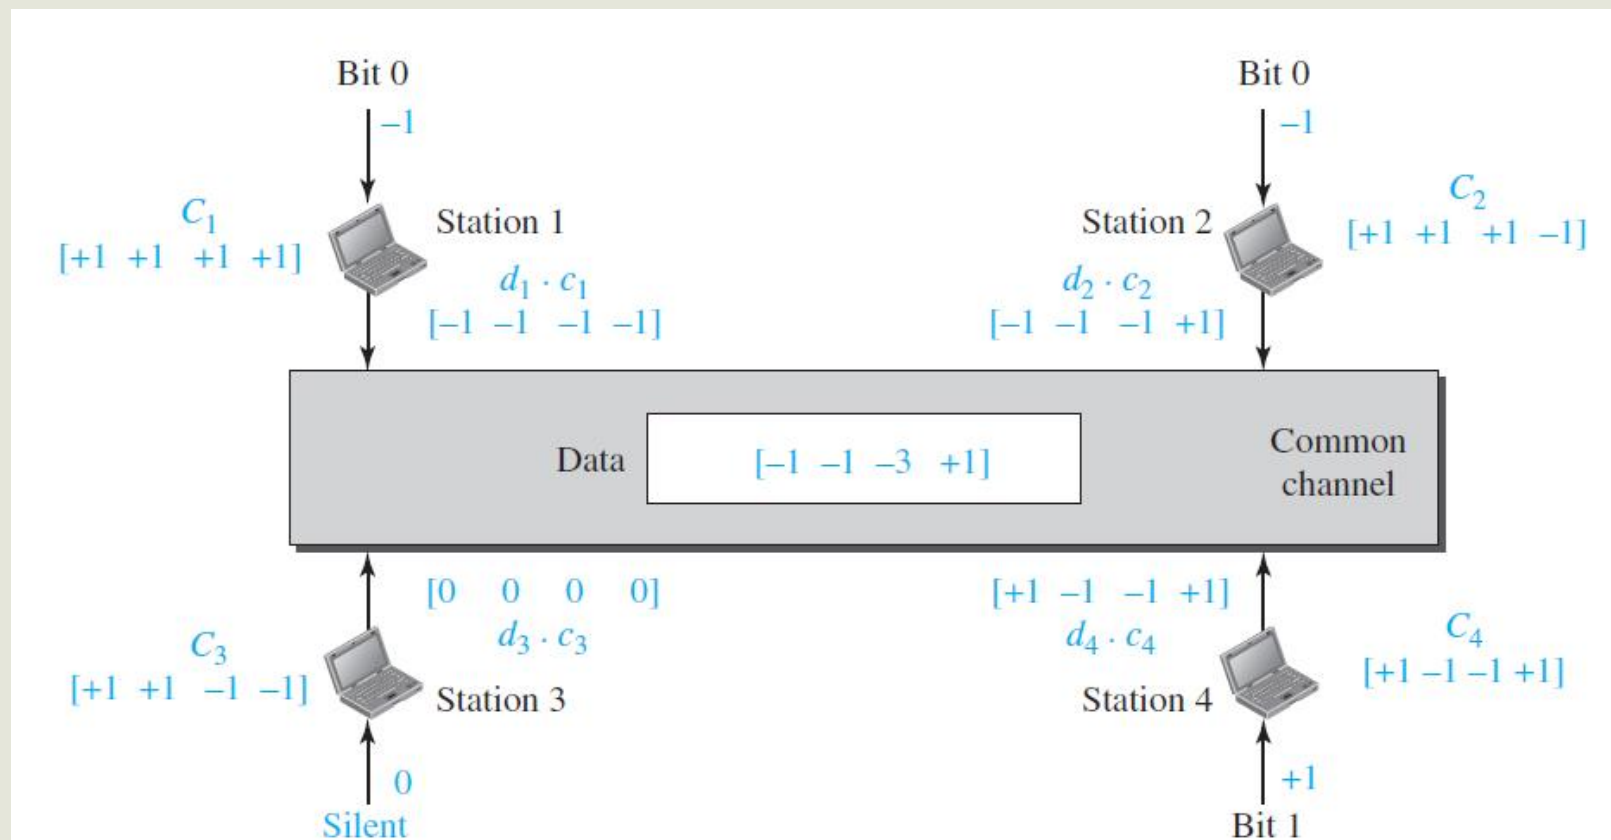 Bit 0
–1
C₁
[+1 +1 +1 +1]
Station 1
d₁ . c₁
[–1 –1 –1 –1]
Bit 0
–1
Station 2
C₂
[+1 +1 +1 –1]
d₂ . c₂
[–1 –1 –1 +1]
Data
[–1 –1 –3 +1]
Common
channel
[0 0 0 0]
d₃ . c₃
C₃
[+1 +1 –1 –1]
Station 3
0
Silent
[+1 –1 –1 +1]
d₄ . c₄
Station 4
C₄
[+1 –1 –1 +1]
+1
Bit 1